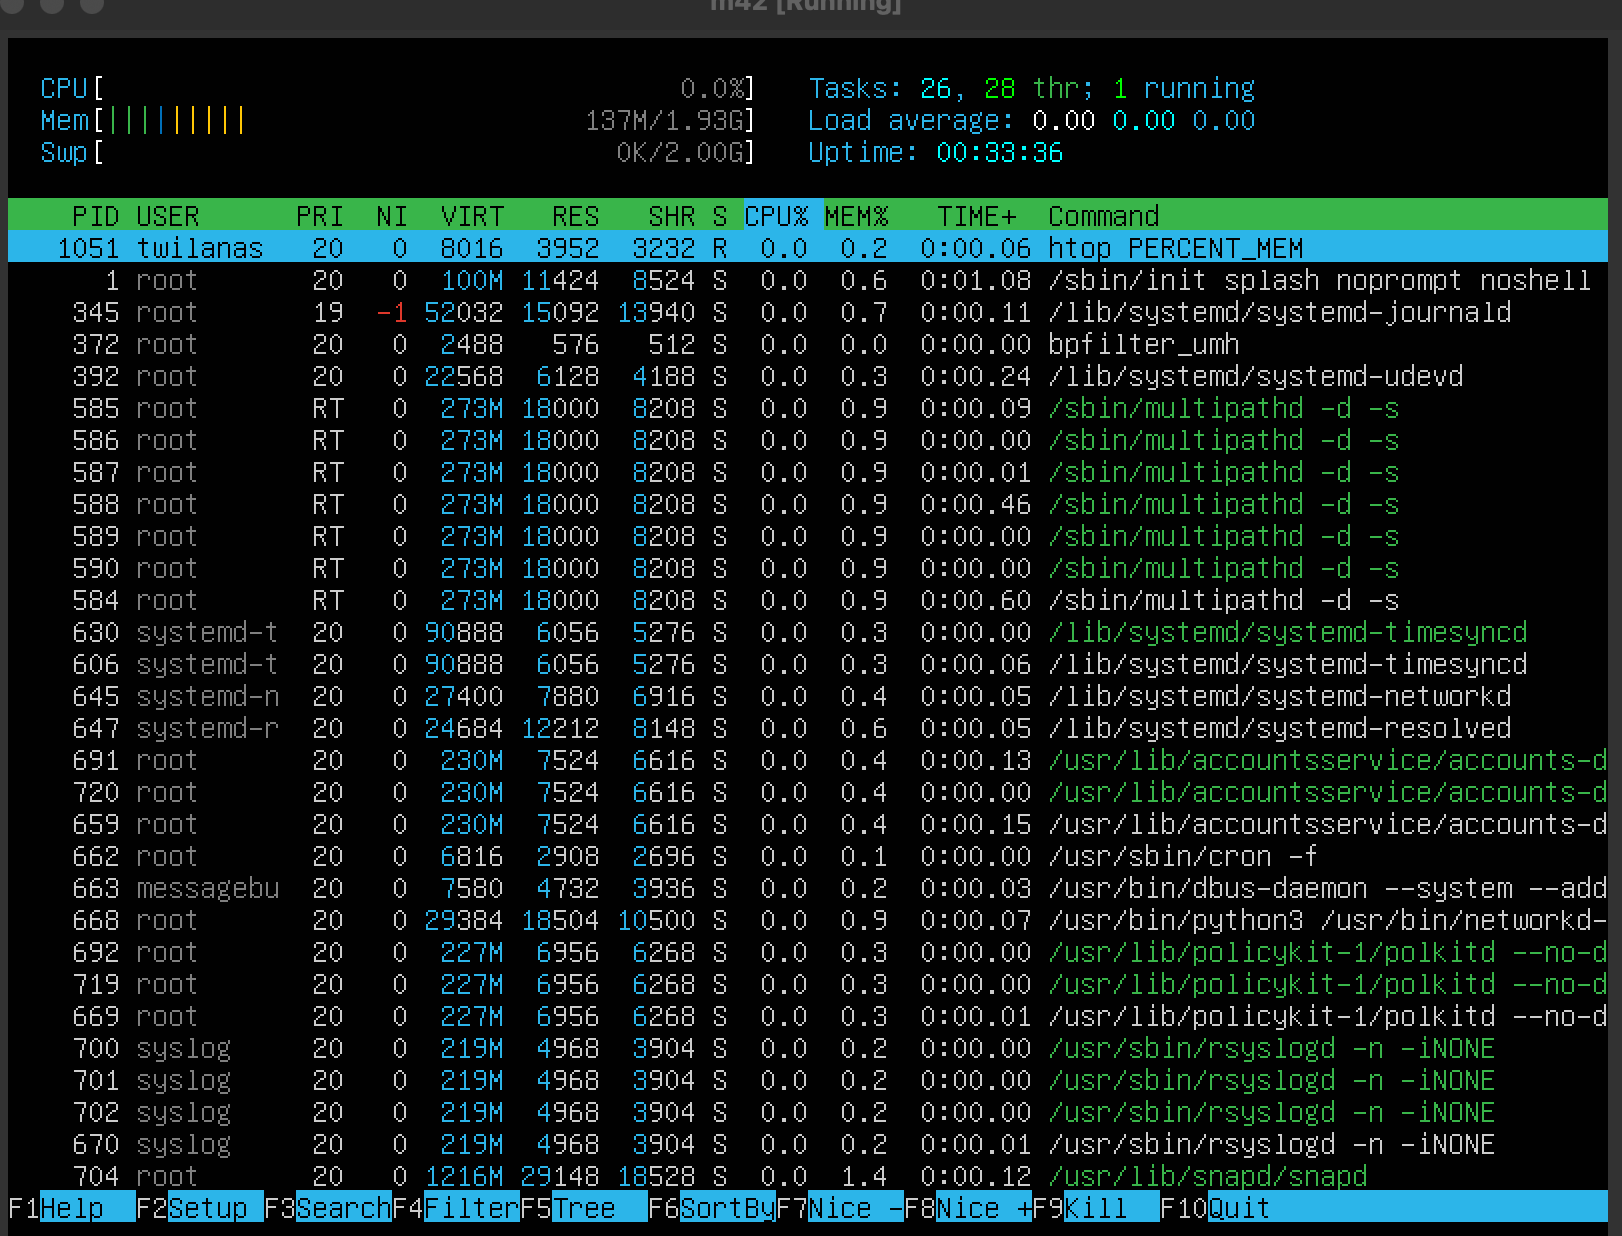 m42 [Running]
CPU[ 0.0%] Tasks: 26, 28 thr; 1 running
Mem[||||||||| 137M/1.93G] Load average: 0.00 0.00 0.00
Swp[ 0K/2.00G] Uptime: 00:33:36
PID USER PRI NI VIRT RES SHR S CPU% MEM% TIME+ Command
1051 twilanas 20 0 8016 3952 3232 R 0.0 0.2 0:00.06 htop PERCENT_MEM
1 root 20 0 100M 11424 8524 S 0.0 0.6 0:01.08 /sbin/init splash noprompt noshell
345 root 19 -1 52032 15092 13940 S 0.0 0.7 0:00.11 /lib/systemd/systemd-journald
372 root 20 0 2488 576 512 S 0.0 0.0 0:00.00 bpfilter_umh
392 root 20 0 22568 6128 4188 S 0.0 0.3 0:00.24 /lib/systemd/systemd-udevd
585 root RT 0 273M 18000 8208 S 0.0 0.9 0:00.09 /sbin/multipathd -d -s
586 root RT 0 273M 18000 8208 S 0.0 0.9 0:00.00 /sbin/multipathd -d -s
587 root RT 0 273M 18000 8208 S 0.0 0.9 0:00.01 /sbin/multipathd -d -s
588 root RT 0 273M 18000 8208 S 0.0 0.9 0:00.46 /sbin/multipathd -d -s
589 root RT 0 273M 18000 8208 S 0.0 0.9 0:00.00 /sbin/multipathd -d -s
590 root RT 0 273M 18000 8208 S 0.0 0.9 0:00.00 /sbin/multipathd -d -s
584 root RT 0 273M 18000 8208 S 0.0 0.9 0:00.60 /sbin/multipathd -d -s
630 systemd-t 20 0 90888 6056 5276 S 0.0 0.3 0:00.00 /lib/systemd/systemd-timesyncd
606 systemd-t 20 0 90888 6056 5276 S 0.0 0.3 0:00.06 /lib/systemd/systemd-timesyncd
645 systemd-n 20 0 27400 7880 6916 S 0.0 0.4 0:00.05 /lib/systemd/systemd-networkd
647 systemd-r 20 0 24684 12212 8148 S 0.0 0.6 0:00.05 /lib/systemd/systemd-resolved
691 root 20 0 230M 7524 6616 S 0.0 0.4 0:00.13 /usr/lib/accountsservice/accounts-d
720 root 20 0 230M 7524 6616 S 0.0 0.4 0:00.00 /usr/lib/accountsservice/accounts-d
659 root 20 0 230M 7524 6616 S 0.0 0.4 0:00.15 /usr/lib/accountsservice/accounts-d
662 root 20 0 6816 2908 2696 S 0.0 0.1 0:00.00 /usr/sbin/cron -f
663 messagebu 20 0 7580 4732 3936 S 0.0 0.2 0:00.03 /usr/bin/dbus-daemon --system --add
668 root 20 0 29384 18504 10500 S 0.0 0.9 0:00.07 /usr/bin/python3 /usr/bin/networkd-
692 root 20 0 227M 6956 6268 S 0.0 0.3 0:00.00 /usr/lib/policykit-1/polkitd --no-d
719 root 20 0 227M 6956 6268 S 0.0 0.3 0:00.00 /usr/lib/policykit-1/polkitd --no-d
669 root 20 0 227M 6956 6268 S 0.0 0.3 0:00.01 /usr/lib/policykit-1/polkitd --no-d
700 syslog 20 0 219M 4968 3904 S 0.0 0.2 0:00.00 /usr/sbin/rsyslogd -n -iNONE
701 syslog 20 0 219M 4968 3904 S 0.0 0.2 0:00.00 /usr/sbin/rsyslogd -n -iNONE
702 syslog 20 0 219M 4968 3904 S 0.0 0.2 0:00.00 /usr/sbin/rsyslogd -n -iNONE
670 syslog 20 0 219M 4968 3904 S 0.0 0.2 0:00.01 /usr/sbin/rsyslogd -n -iNONE
704 root 20 0 1216M 29148 18528 S 0.0 1.4 0:00.12 /usr/lib/snapd/snapd
F1Help F2Setup F3SearchF4FilterF5Tree F6SortByF7Nice -F8Nice +F9Kill F10Quit